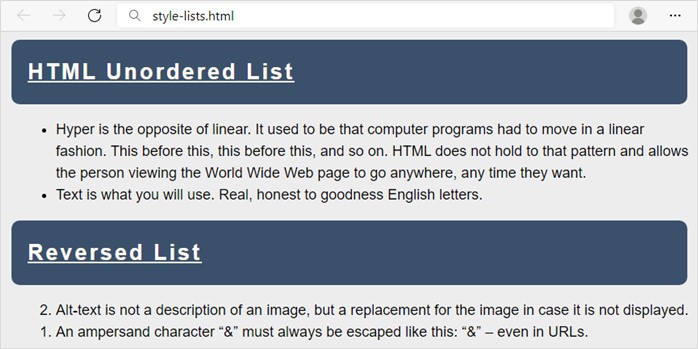 style-lists.html
HTML Unordered List
• Hyper is the opposite of linear. It used to be that computer programs had to move in a linear
fashion. This before this, this before this, and so on. HTML does not hold to that pattern and allows
the person viewing the World Wide Web page to go anywhere, any time they want.
• Text is what you will use. Real, honest to goodness English letters.
Reversed List
2. Alt-text is not a description of an image, but a replacement for the image in case it is not displayed.
1. An ampersand character “&” must always be escaped like this: “&” – even in URLs.